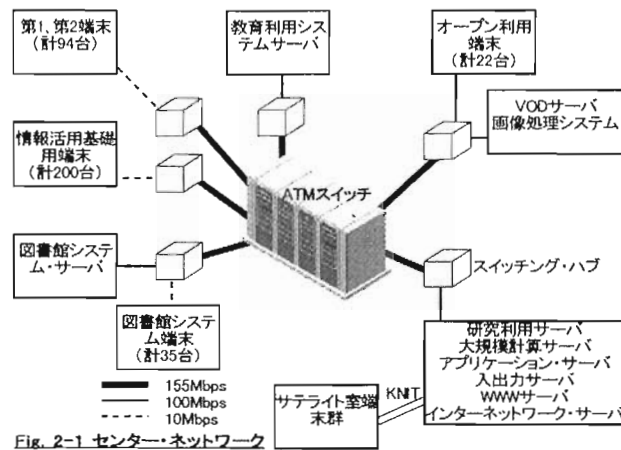 第1、第2端末
(計94台)
教育利用シス
テムサーバ
オープン利用
端末
(計22台)
VODサーバ
画像処理システム
情報活用基礎
用端末
(計200台)
ATMスイッチ
図書館システ
ム・サーバ
スイッチング・ハブ
図書館システ
ム端末
(計35台)
研究利用サーバ
大規模計算サーバ
アプリケーション・サーバ
入出力サーバ
WWWサーバ
インターネットワーク・サーバ
155Mbps
100Mbps
10Mbps
サテライト室端
末群
KNIT
Fig. 2-1 センター・ネットワーク